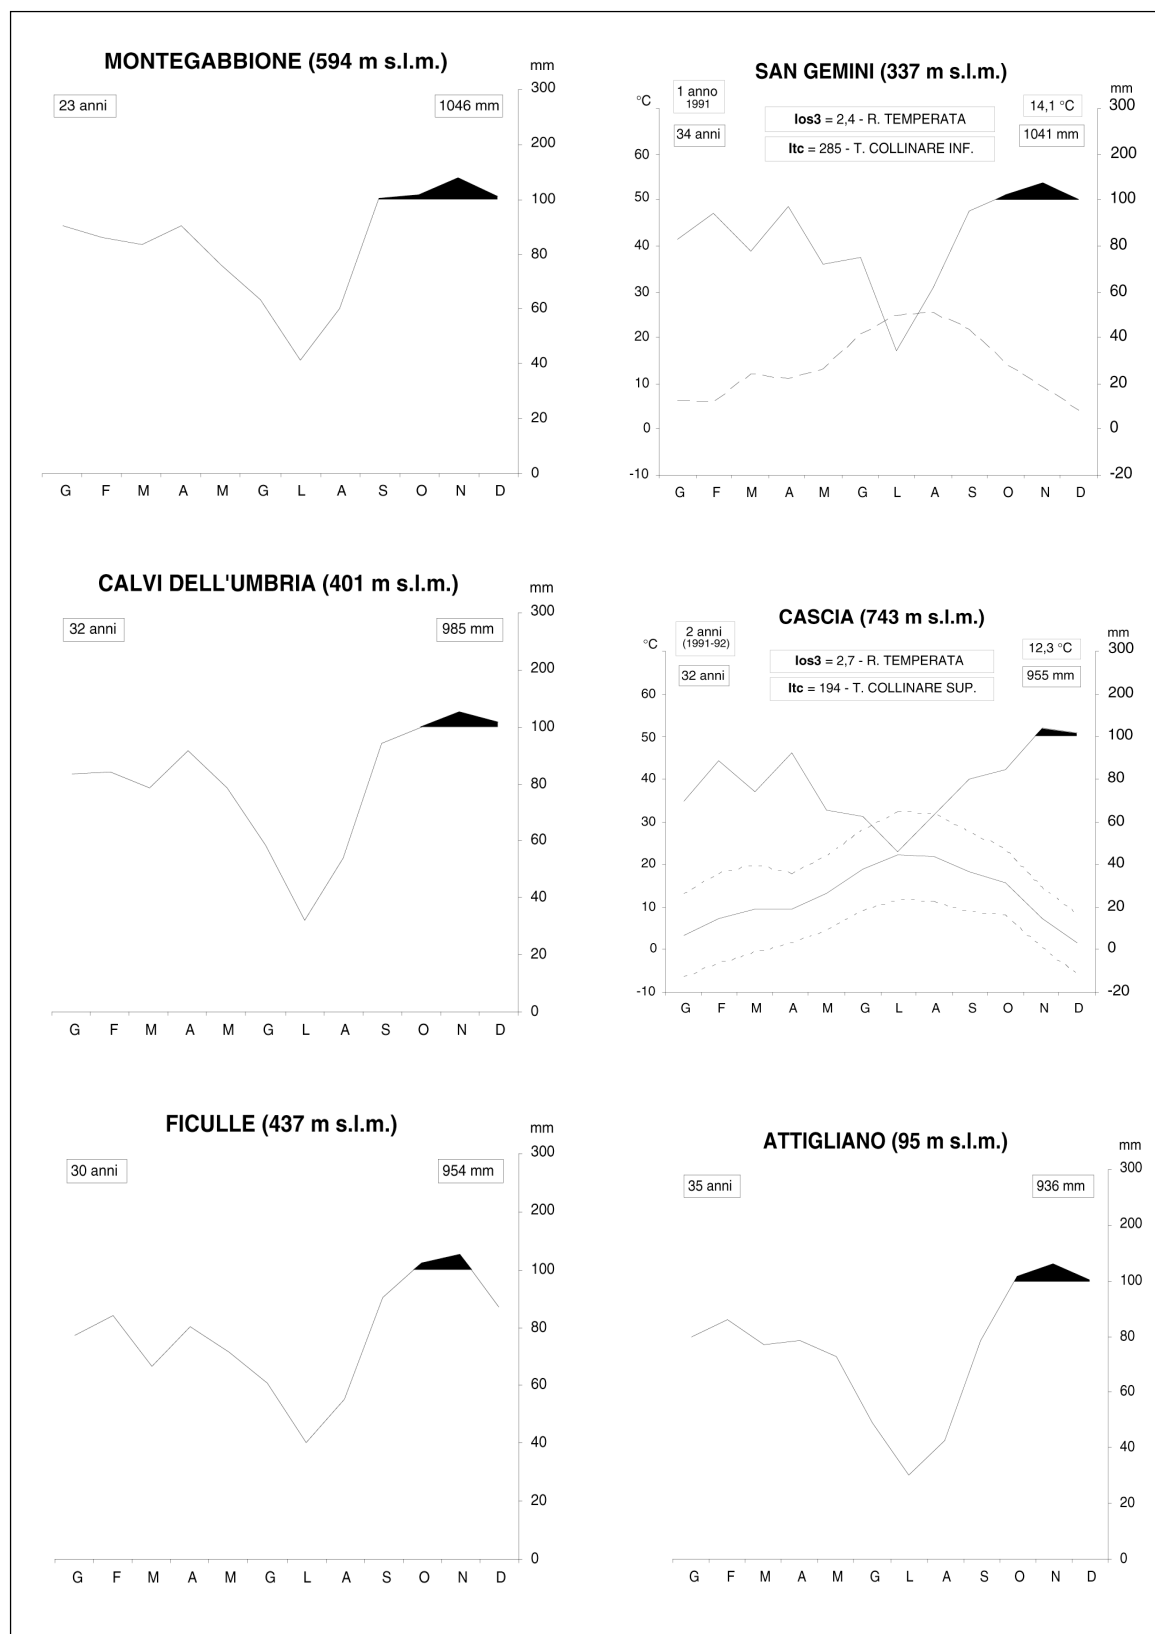 MONTEGABBIONE (594 m s.l.m.)
mm
23 anni
1046 mm
300
200
100
80
60
40
20
0
G F M A M G L A S O N D
SAN GEMINI (337 m s.l.m.)
°C
mm
1 anno
1991
34 anni
Ios3 = 2,4 - R. TEMPERATA
Itc = 285 - T. COLLINARE INF.
14,1 °C
1041 mm
60
50
40
30
20
10
0
-10
300
200
100
80
60
40
20
0
-20
G F M A M G L A S O N D
CALVI DELL'UMBRIA (401 m s.l.m.)
mm
32 anni
985 mm
300
200
100
80
60
40
20
0
G F M A M G L A S O N D
CASCIA (743 m s.l.m.)
°C
mm
2 anni
(1991-92)
32 anni
Ios3 = 2,7 - R. TEMPERATA
Itc = 194 - T. COLLINARE SUP.
12,3 °C
955 mm
60
50
40
30
20
10
0
-10
300
200
100
80
60
40
20
0
-20
G F M A M G L A S O N D
FICULLE (437 m s.l.m.)
mm
30 anni
954 mm
300
200
100
80
60
40
20
0
G F M A M G L A S O N D
ATTIGLIANO (95 m s.l.m.)
mm
35 anni
936 mm
300
200
100
80
60
40
20
0
G F M A M G L A S O N D